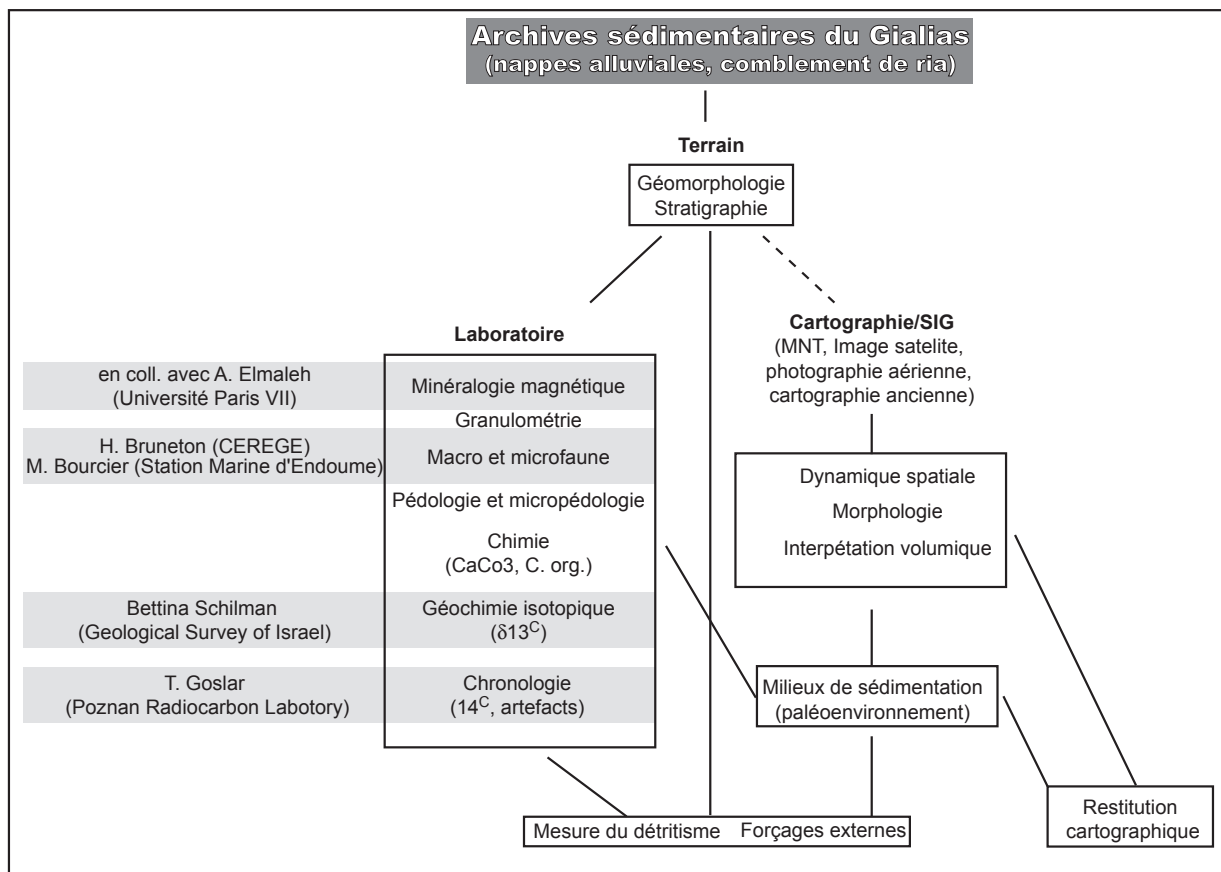 Archives sédimentaires du Gialias
(nappes alluviales, comblement de ria)
Terrain
Géomorphologie
Stratigraphie
Laboratoire
en coll. avec A. Elmaleh
(Université Paris VII)
Minéralogie magnétique
Granulométrie
H. Bruneton (CEREGE)
M. Bourcier (Station Marine d'Endoume)
Macro et microfaune
Pédologie et micropédologie
Chimie
(CaCo3, C. org.)
Bettina Schilman
(Geological Survey of Israel)
Géochimie isotopique
(δ13C)
T. Goslar
(Poznan Radiocarbon Labotory)
Chronologie
(14C, artefacts)
Cartographie/SIG
(MNT, Image satelite,
photographie aérienne,
cartographie ancienne)
Dynamique spatiale
Morphologie
Interpétation volumique
Milieux de sédimentation
(paléoenvironnement)
Mesure du détritisme Forçages externes
Restitution
cartographique